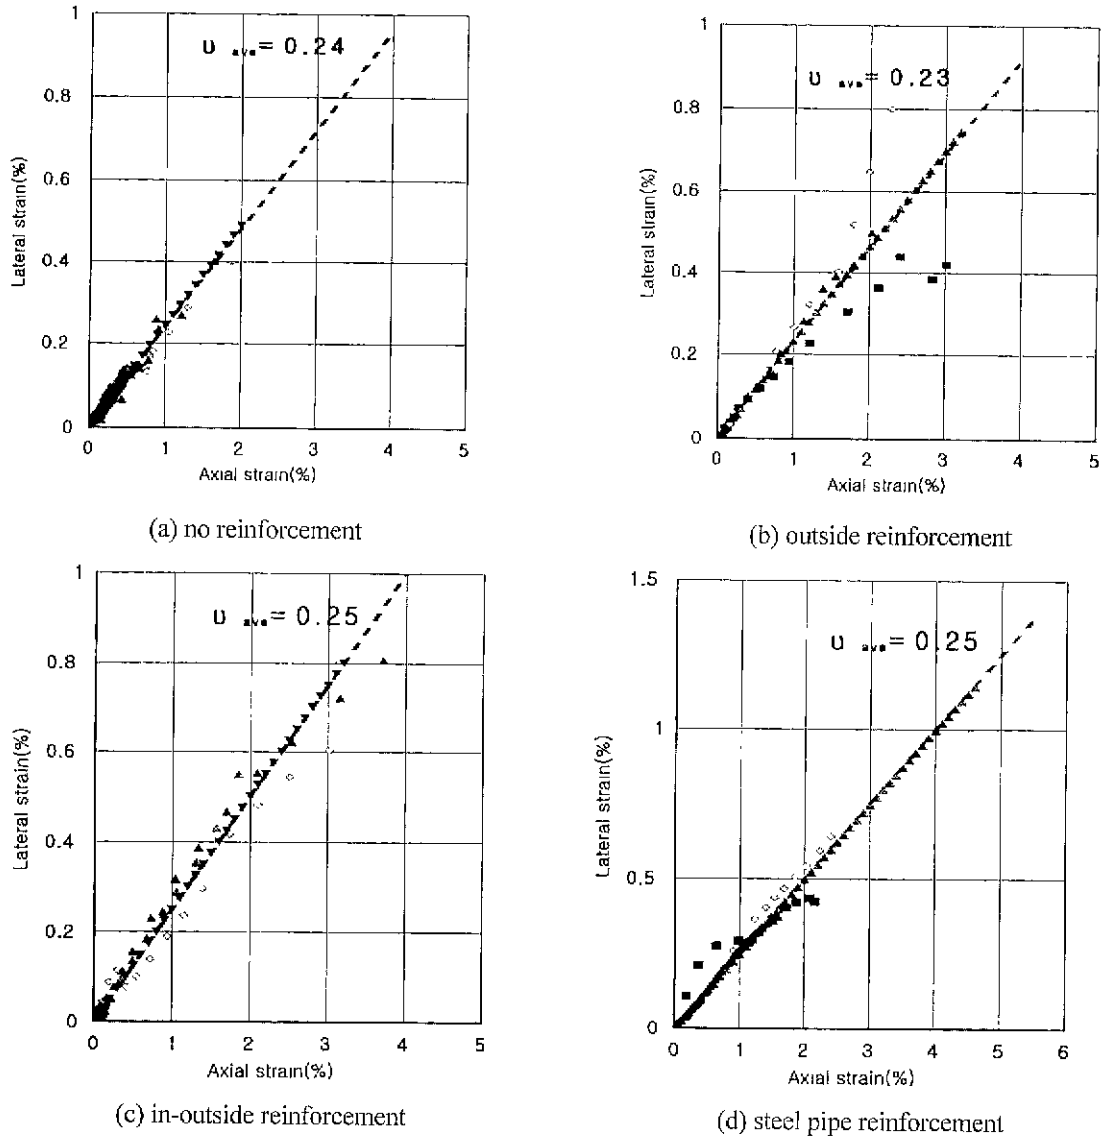 1
0.8
0.6
0.4
0.2
0
Lateral strain(%)
υ ave = 0.24
0 1 2 3 4 5
Axial strain(%)
(a) no reinforcement
1
0.8
0.6
0.4
0.2
0
Lateral strain(%)
υ ave = 0.23
0 1 2 3 4 5
Axial strain(%)
(b) outside reinforcement
1
0.8
0.6
0.4
0.2
0
Lateral strain(%)
υ ave = 0.25
0 1 2 3 4 5
Axial strain(%)
(c) in-outside reinforcement
1.5
1
0.5
0
Lateral strain(%)
υ ave = 0.25
0 1 2 3 4 5 6
Axial strain(%)
(d) steel pipe reinforcement